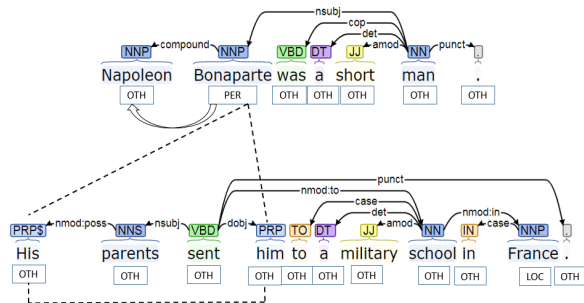 nsubj
cop
det
compound amod punct
NNP NNP VBD DT JJ NN .
Napoleon Bonaparte was a short man .
OTH PER OTH OTH OTH OTH OTH
punct
nmod:to
case
det
nmod:poss nsubj dobj amod nmod:in case
PRP$ NNS VBD PRP TO DT JJ NN IN NNP .
His parents sent him to a military school in France .
OTH OTH OTH OTH OTH OTH OTH OTH OTH LOC OTH